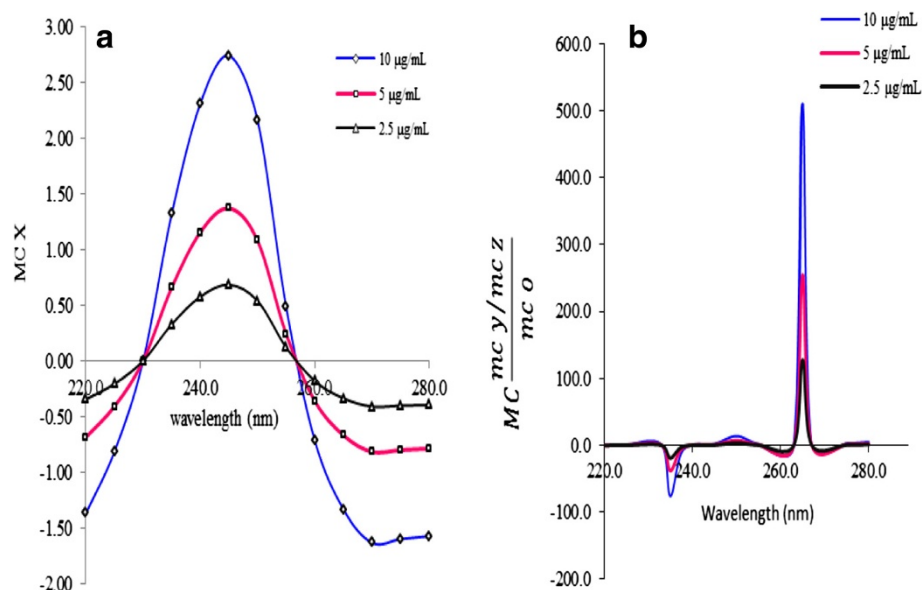 a
3.00
2.50
2.00
1.50
1.00
0.50
0.00
-0.50
-1.00
-1.50
-2.00
220.0 240.0 260.0 280.0
wavelength (nm)
MC X
10 µg/mL
5 µg/mL
2.5 µg/mL
b
600.0
500.0
400.0
300.0
200.0
100.0
0.0
-100.0
-200.0
220.0 240.0 260.0 280.0
Wavelength (nm)
mc y/mc z
MC
mc o
10 µg/mL
5 µg/mL
2.5 µg/mL